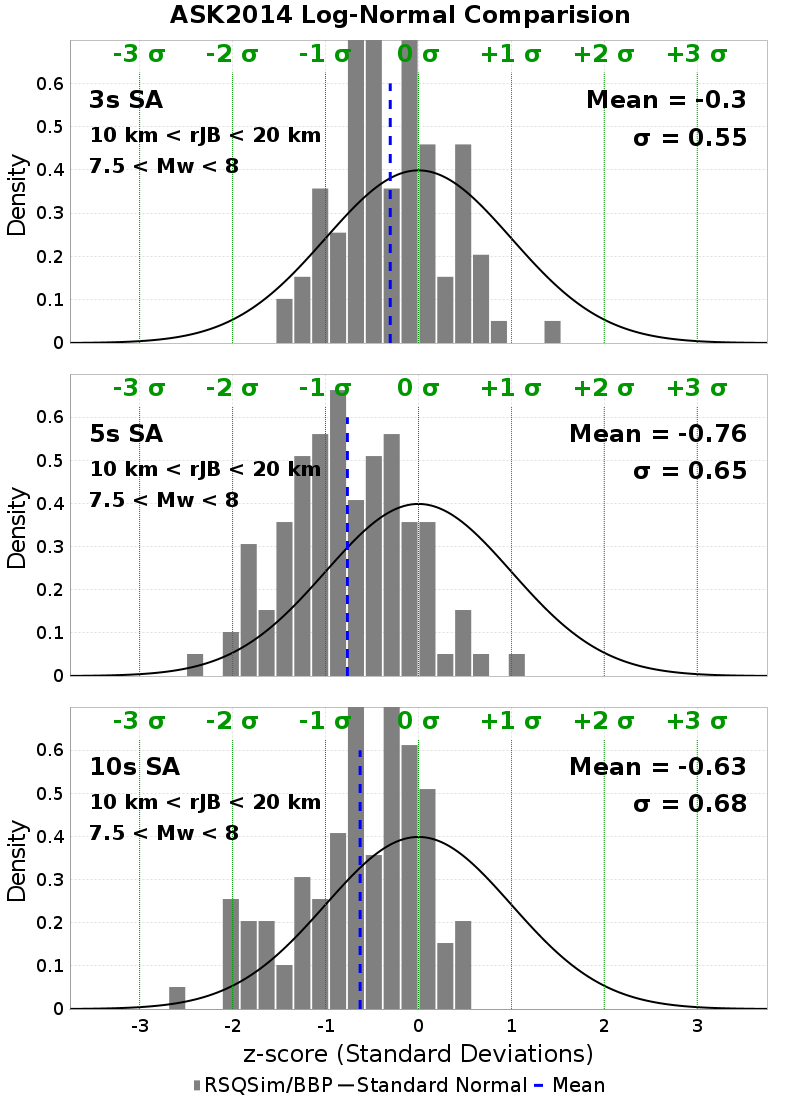 ASK2014 Log-Normal Comparision
-3 σ -2 σ -1 σ 0 σ +1 σ +2 σ +3 σ
3s SA
10 km < rJB < 20 km
7.5 < Mw < 8
Mean = -0.3
σ = 0.55
Density
0.6
0.5
0.4
0.3
0.2
0.1
0
-3 σ -2 σ -1 σ 0 σ +1 σ +2 σ +3 σ
5s SA
10 km < rJB < 20 km
7.5 < Mw < 8
Mean = -0.76
σ = 0.65
Density
0.6
0.5
0.4
0.3
0.2
0.1
0
-3 σ -2 σ -1 σ 0 σ +1 σ +2 σ +3 σ
10s SA
10 km < rJB < 20 km
7.5 < Mw < 8
Mean = -0.63
σ = 0.68
Density
0.6
0.5
0.4
0.3
0.2
0.1
0
-3 -2 -1 0 1 2 3
z-score (Standard Deviations)
RSQSim/BBP Standard Normal Mean